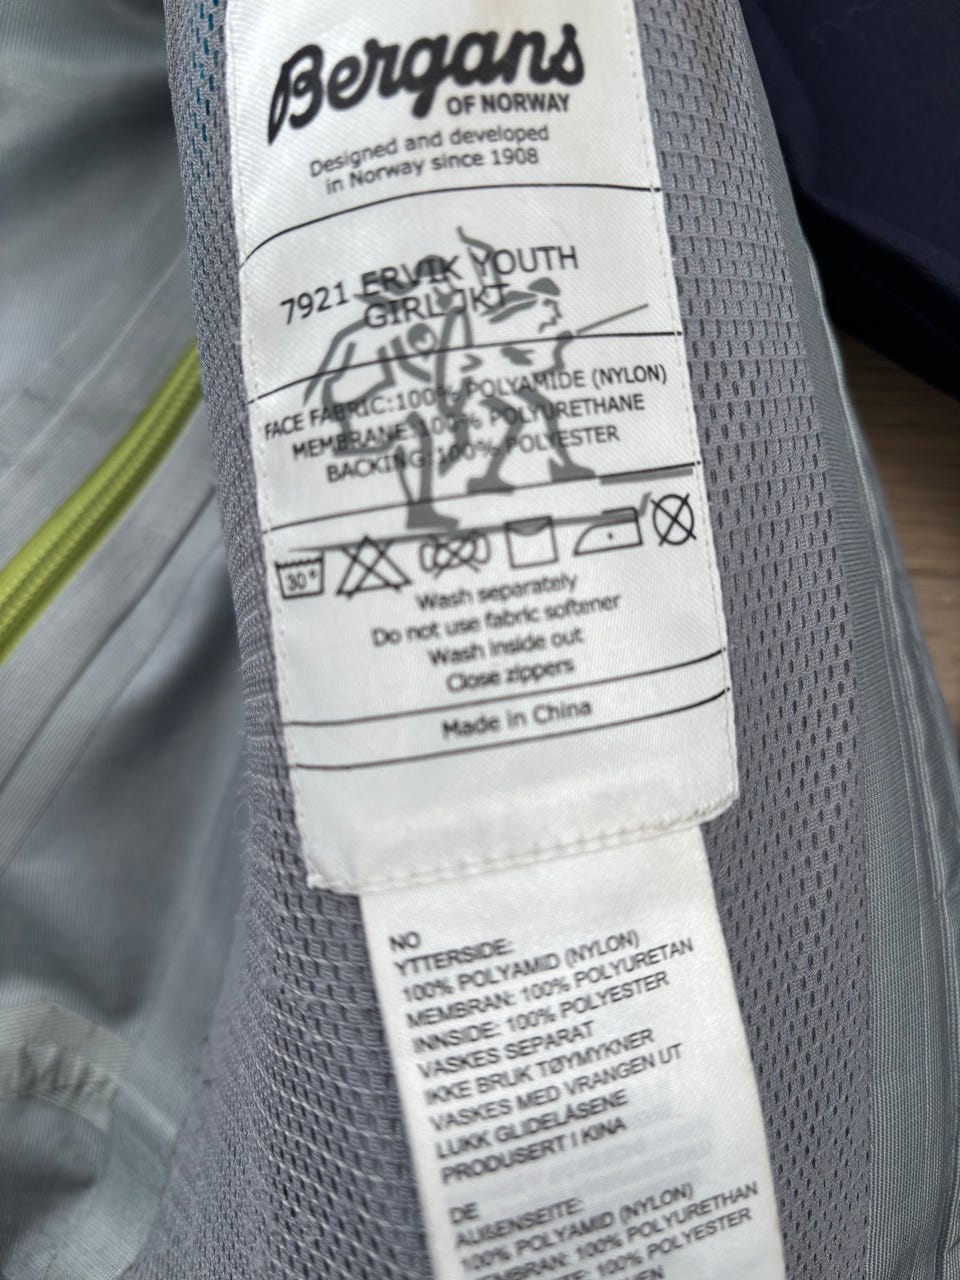 Bergans
OF NORWAY
Designed and developed
in Norway since 1908
7921 ERVIK YOUTH
GIRL JKT
FACE FABRIC:100% POLYAMIDE (NYLON)
MEMBRANE: 100% POLYURETHANE
BACKING: 100% POLYESTER
30°
Wash separately
Do not use fabric softener
Wash inside out
Close zippers
Made in China
NO
YTTERSIDE:
100% POLYAMID (NYLON)
MEMBRAN: 100% POLYURETAN
INNSIDE: 100% POLYESTER
VASKES SEPARAT
IKKE BRUK TØYMYKNER
VASKES MED VRANGEN UT
LUKK GLIDELÅSENE
PRODUSERT I KINA
DE
AUßENSEITE:
100% POLYAMID (NYLON)
MEMBRAN: 100% POLYURETHAN
100% POLYESTER